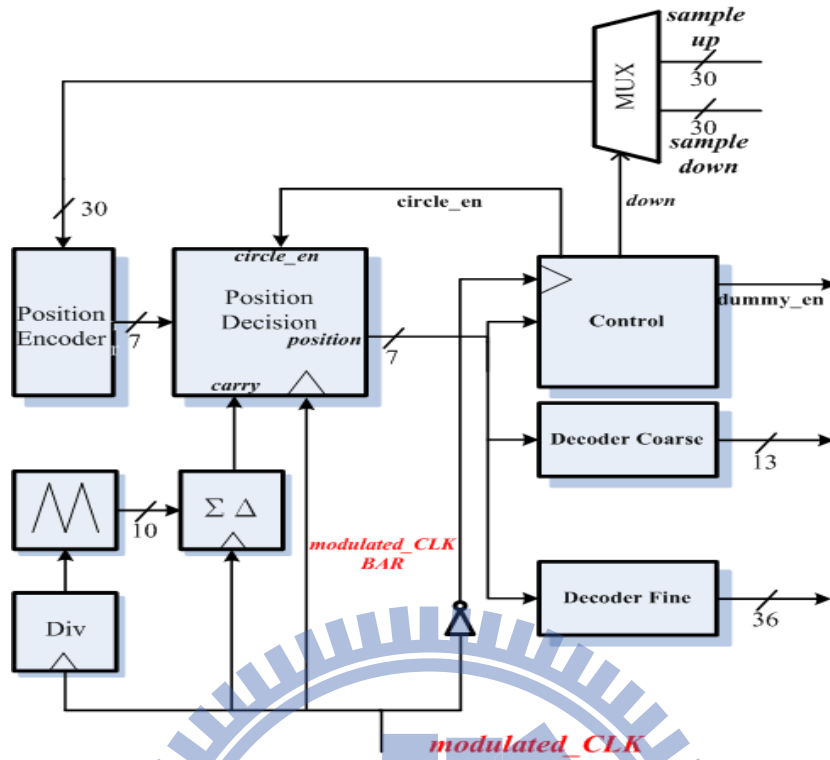 sample
up
30
MUX
30
sample
down
30
circle_en
down
circle_en
Position
Encoder
7
Position
Decision
position
7
carry
Control
dummy_en
Decoder Coarse
13
10
Σ Δ
modulated_CLK
BAR
Decoder Fine
36
Div
modulated_CLK